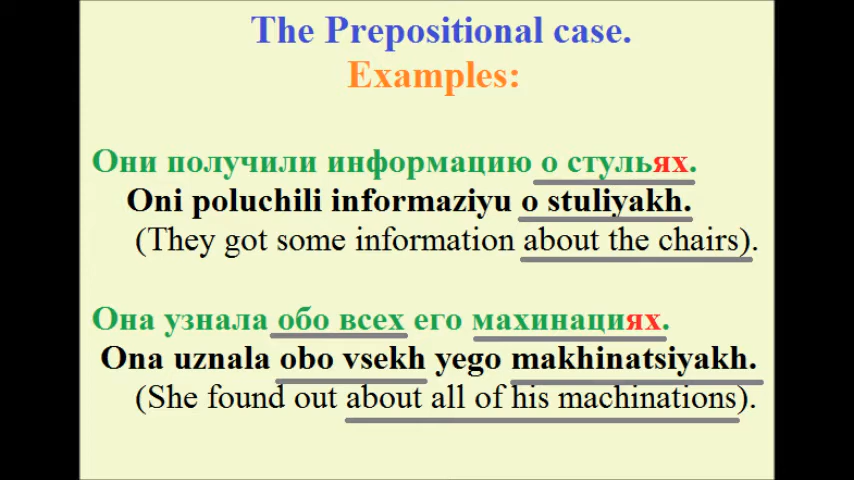 The Prepositional case.
Examples:
Они получили информацию о стульях.
Oni poluchili informaziyu o stuliyakh.
(They got some information about the chairs).
Она узнала обо всех его махинациях.
Ona uznala obo vsekh yego makhinatsiyakh.
(She found out about all of his machinations).